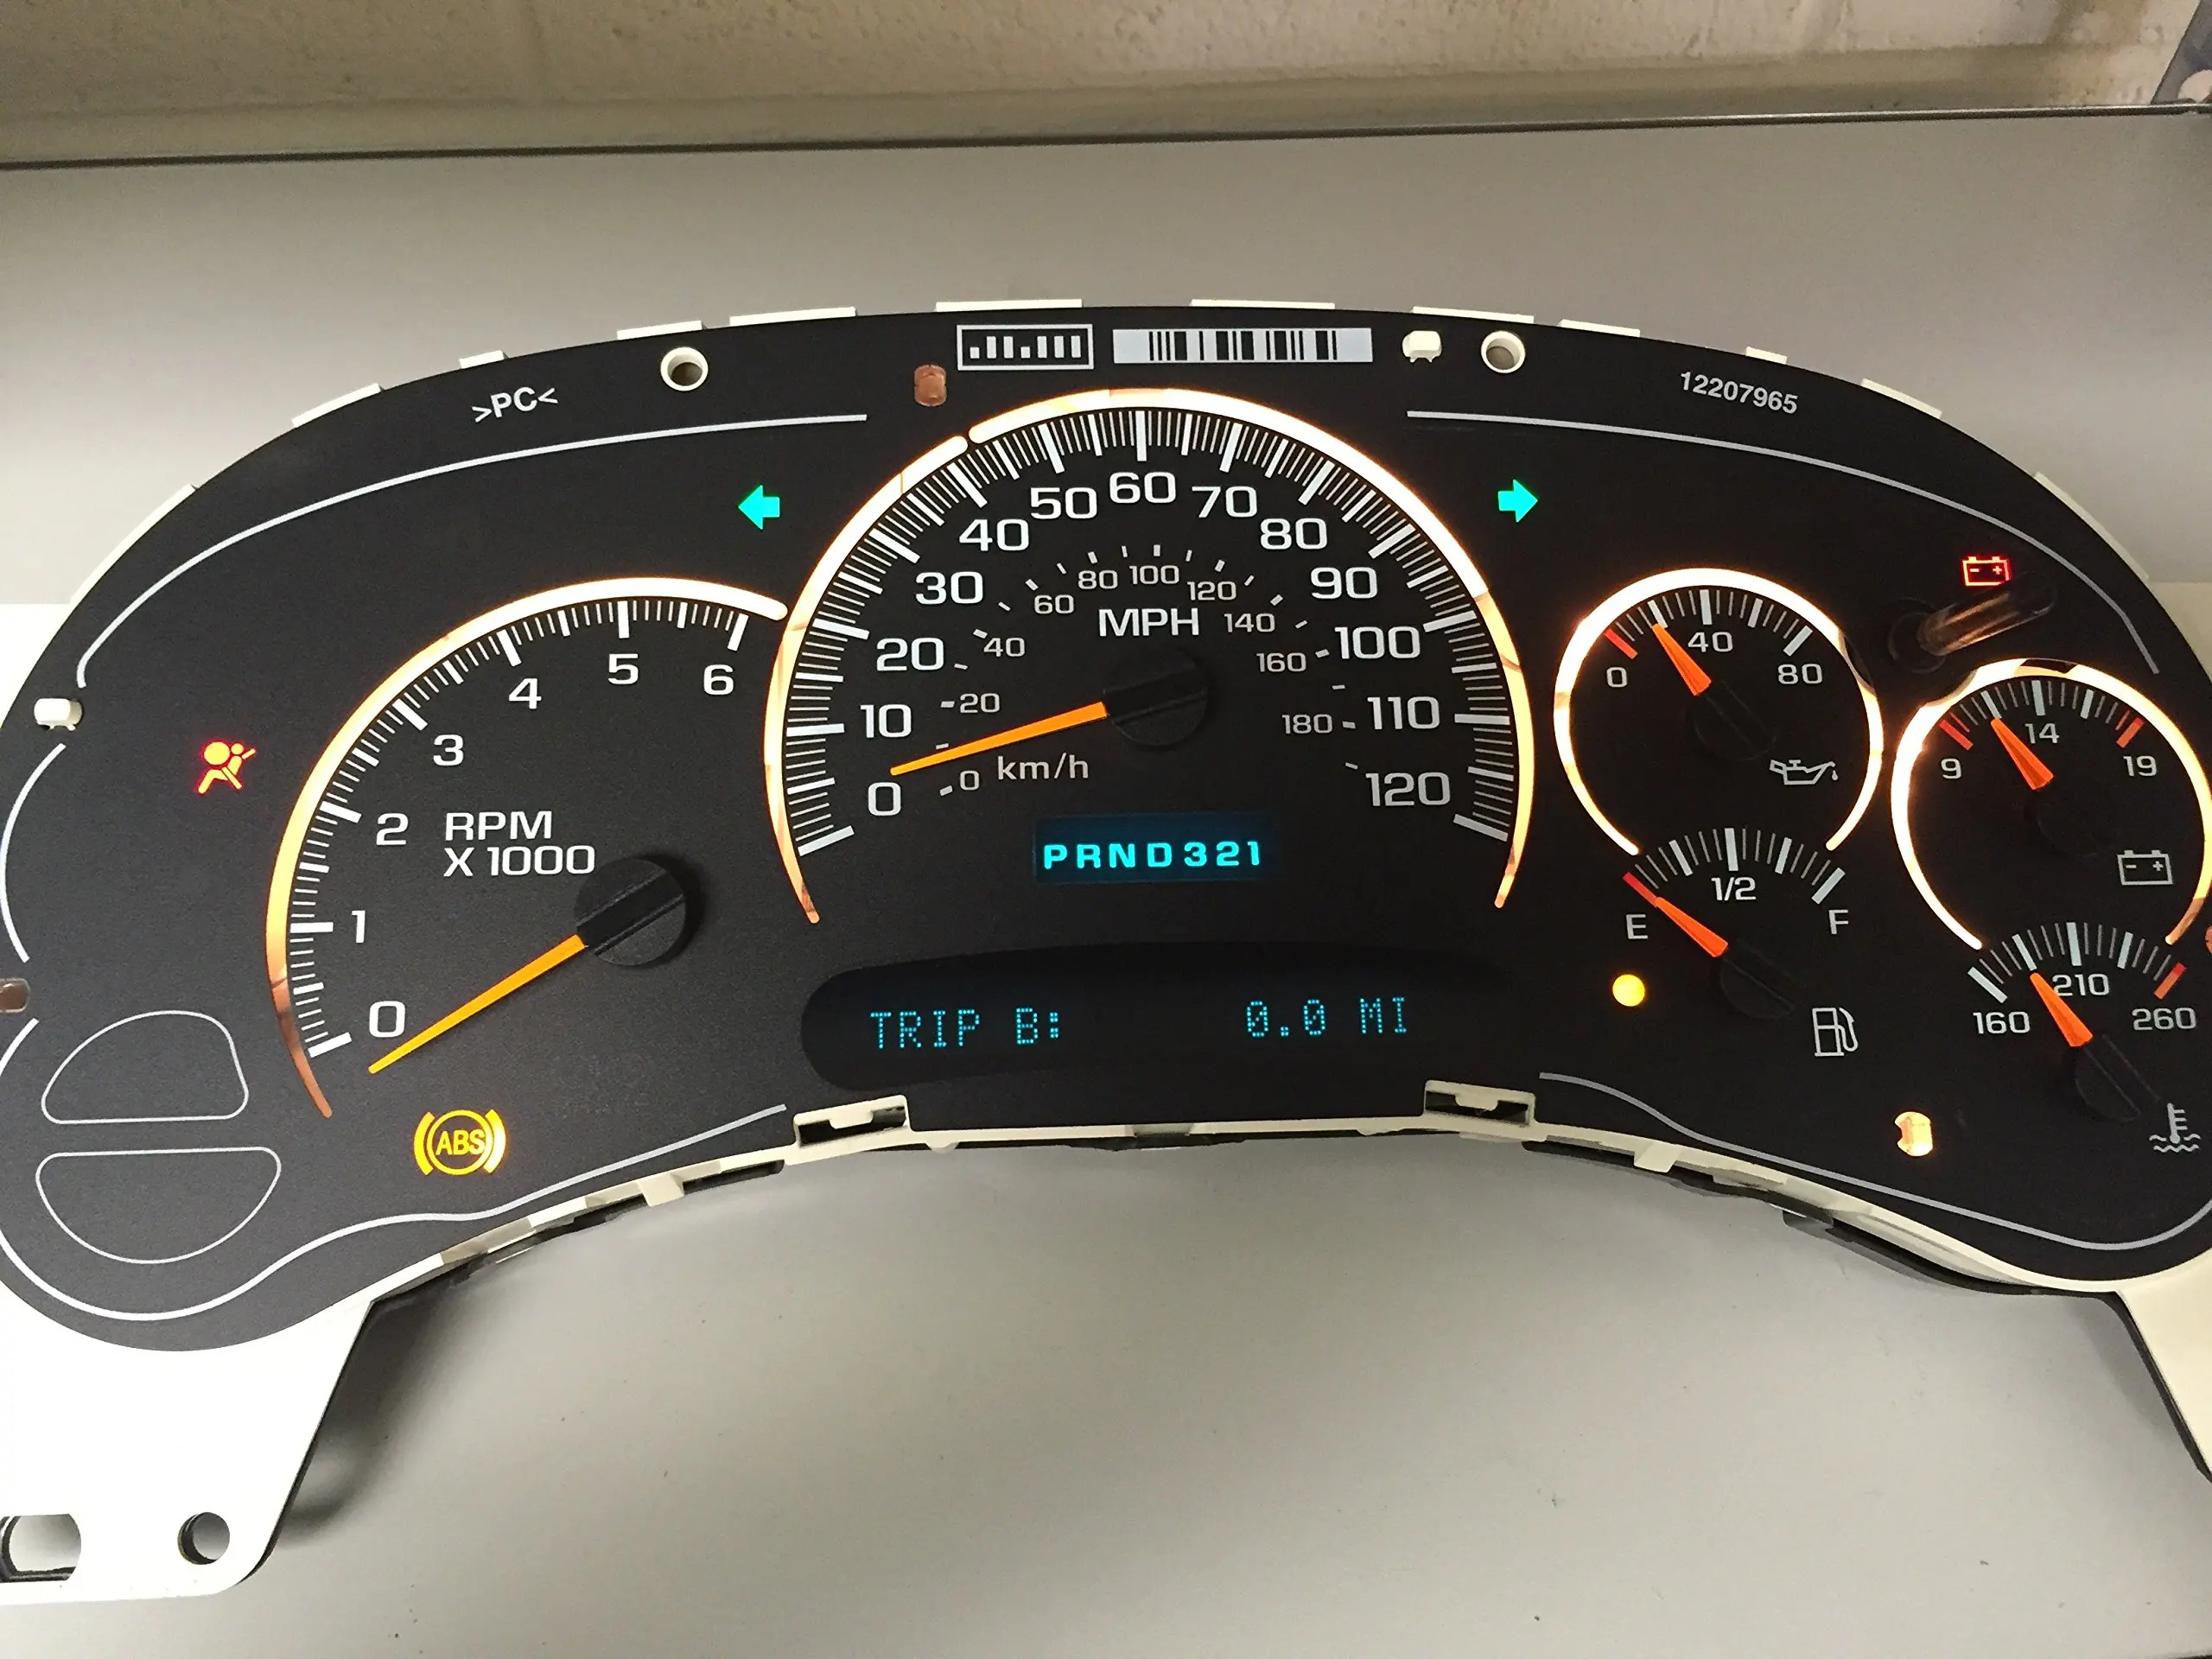 >PC<
12207965
0 1 2 3 4 5 6
RPM
X 1000
0 10 20 30 40 50 60 70 80 90 100 110 120
MPH
0 20 40 60 80 100 120 140 160 180
km/h
PRND321
TRIP B: 0.0 MI
ABS
0 40 80
E 1/2 F
9 14 19
160 210 260